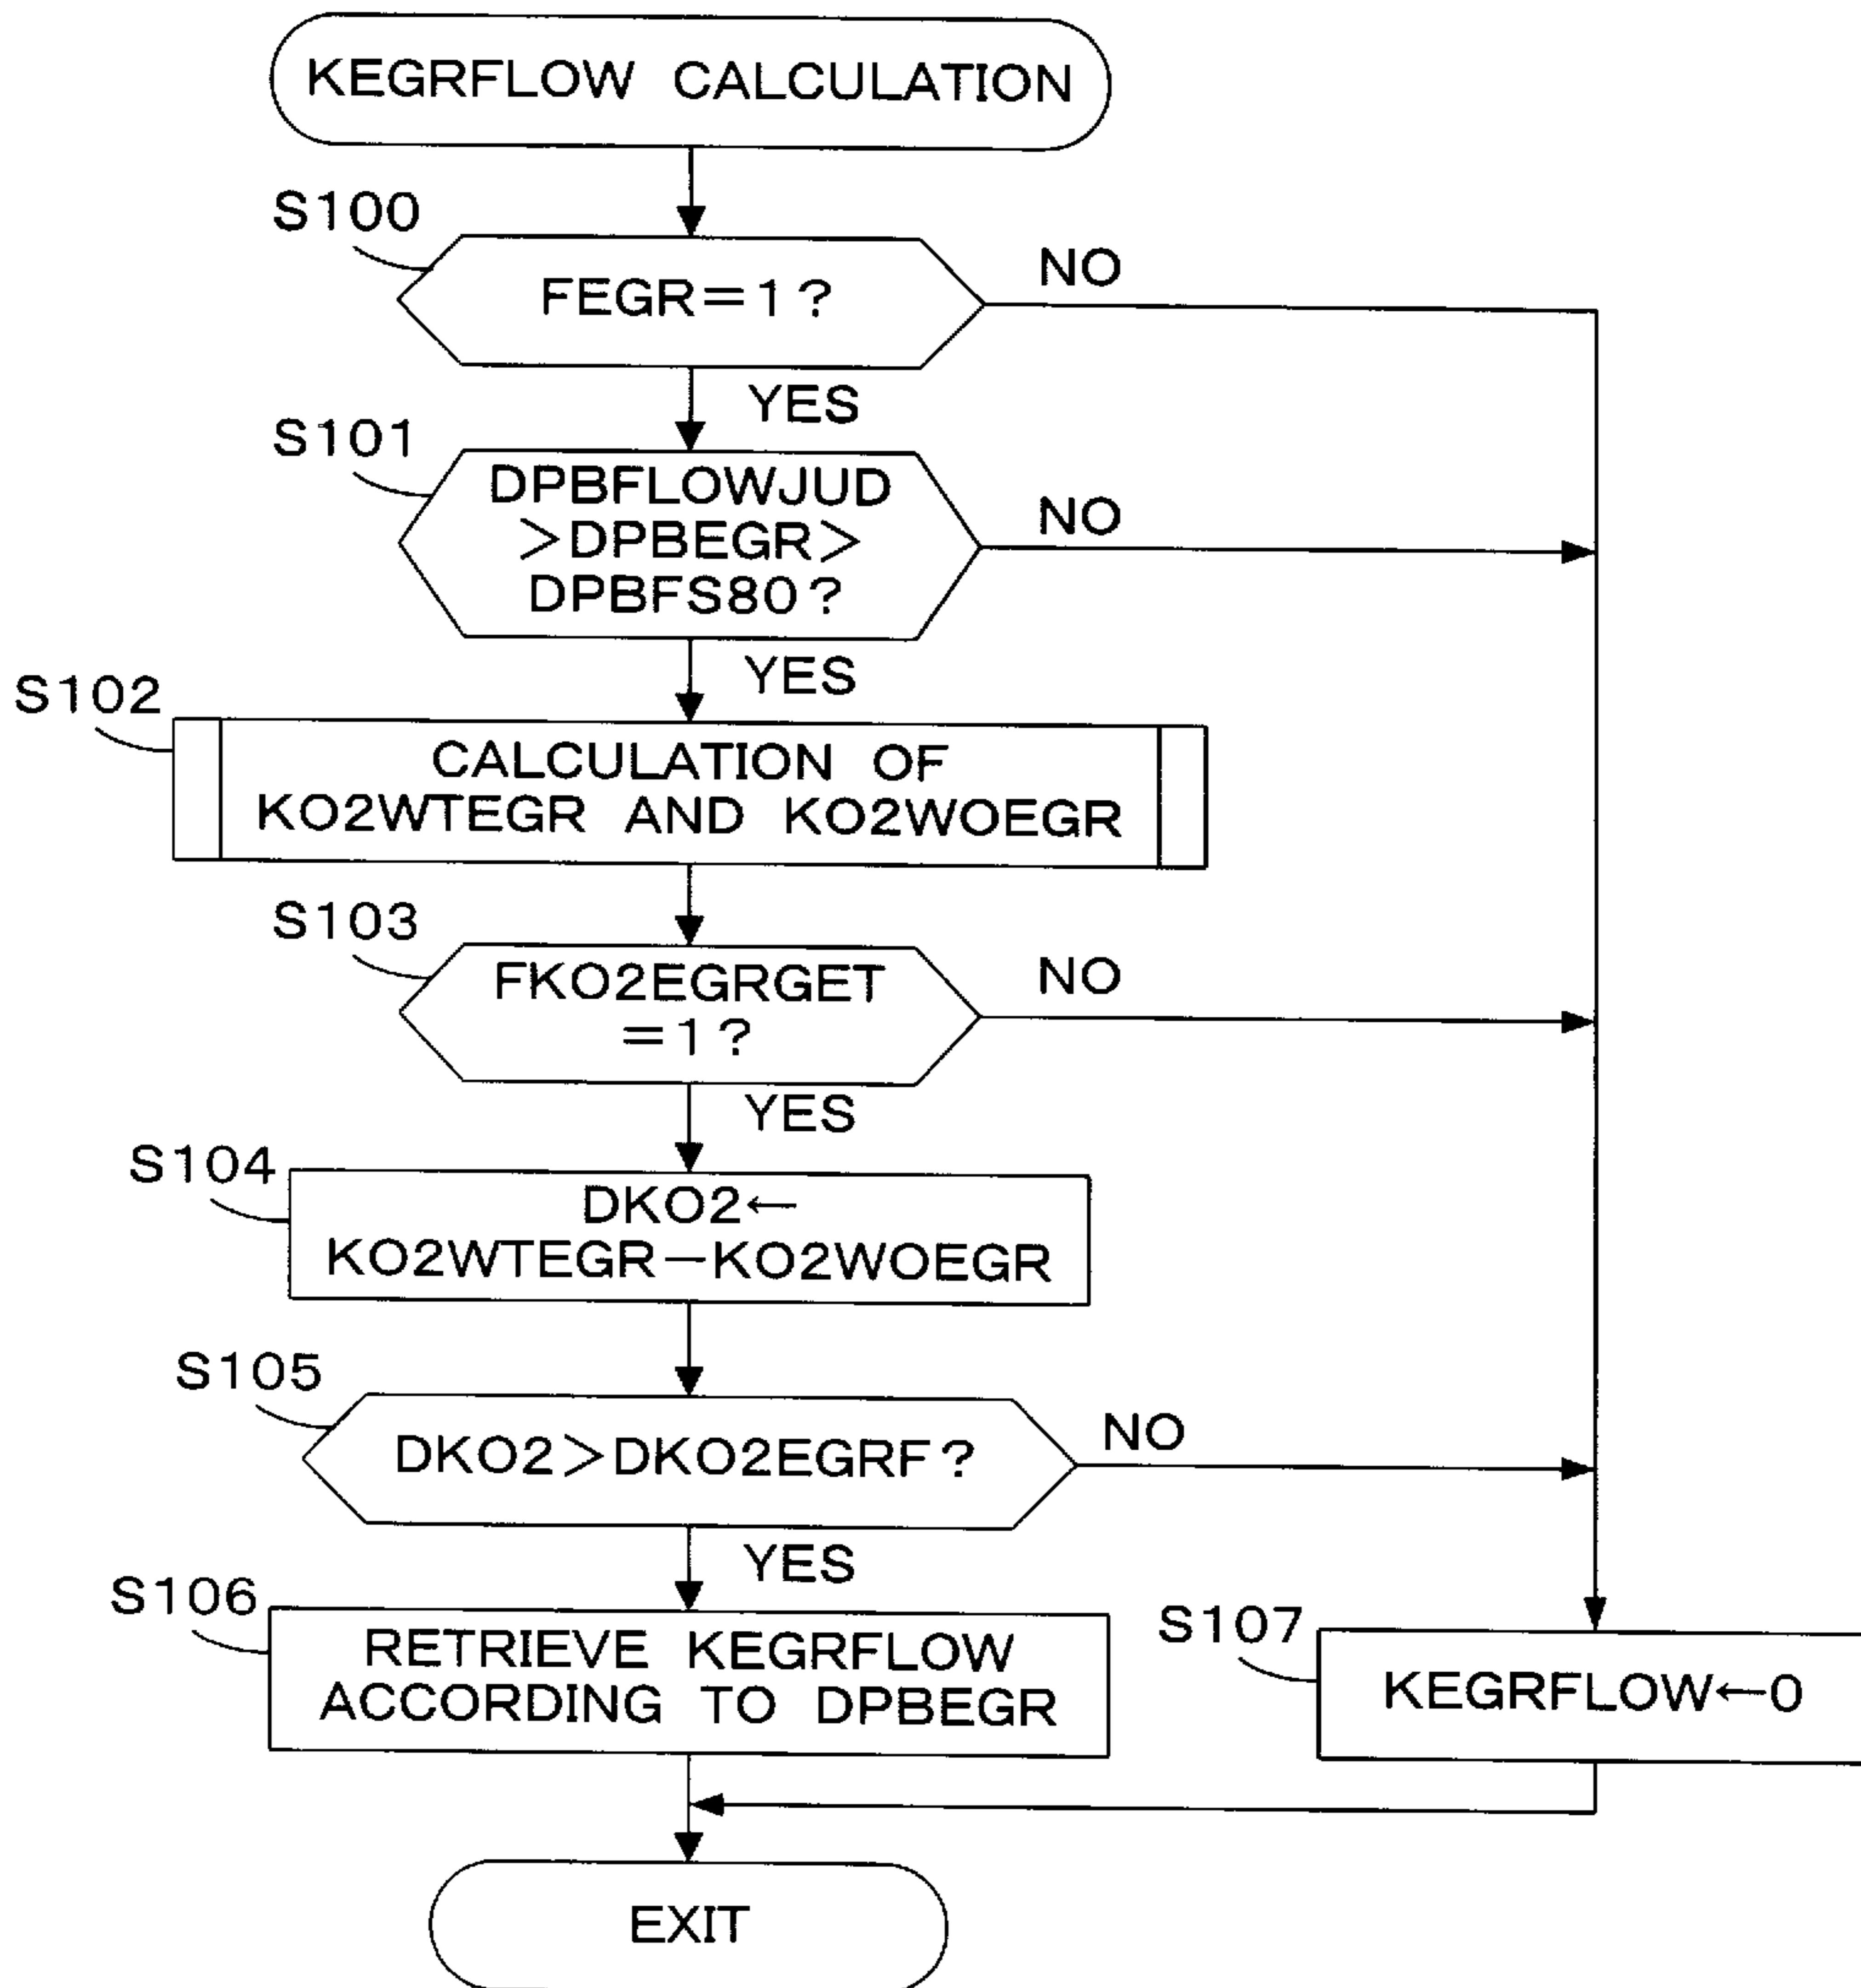 KEGRFLOW CALCULATION
S100
FEGR=1?
NO
YES
S101
DPBFLOWJUD
>DPBEGR>
DPBFS80?
NO
YES
S102
CALCULATION OF
KO2WTEGR AND KO2WOEGR
S103
FKO2EGRGET
=1?
NO
YES
S104
DKO2←
KO2WTEGR−KO2WOEGR
S105
DKO2>DKO2EGRF?
NO
YES
S106
RETRIEVE KEGRFLOW
ACCORDING TO DPBEGR
S107
KEGRFLOW←0
EXIT